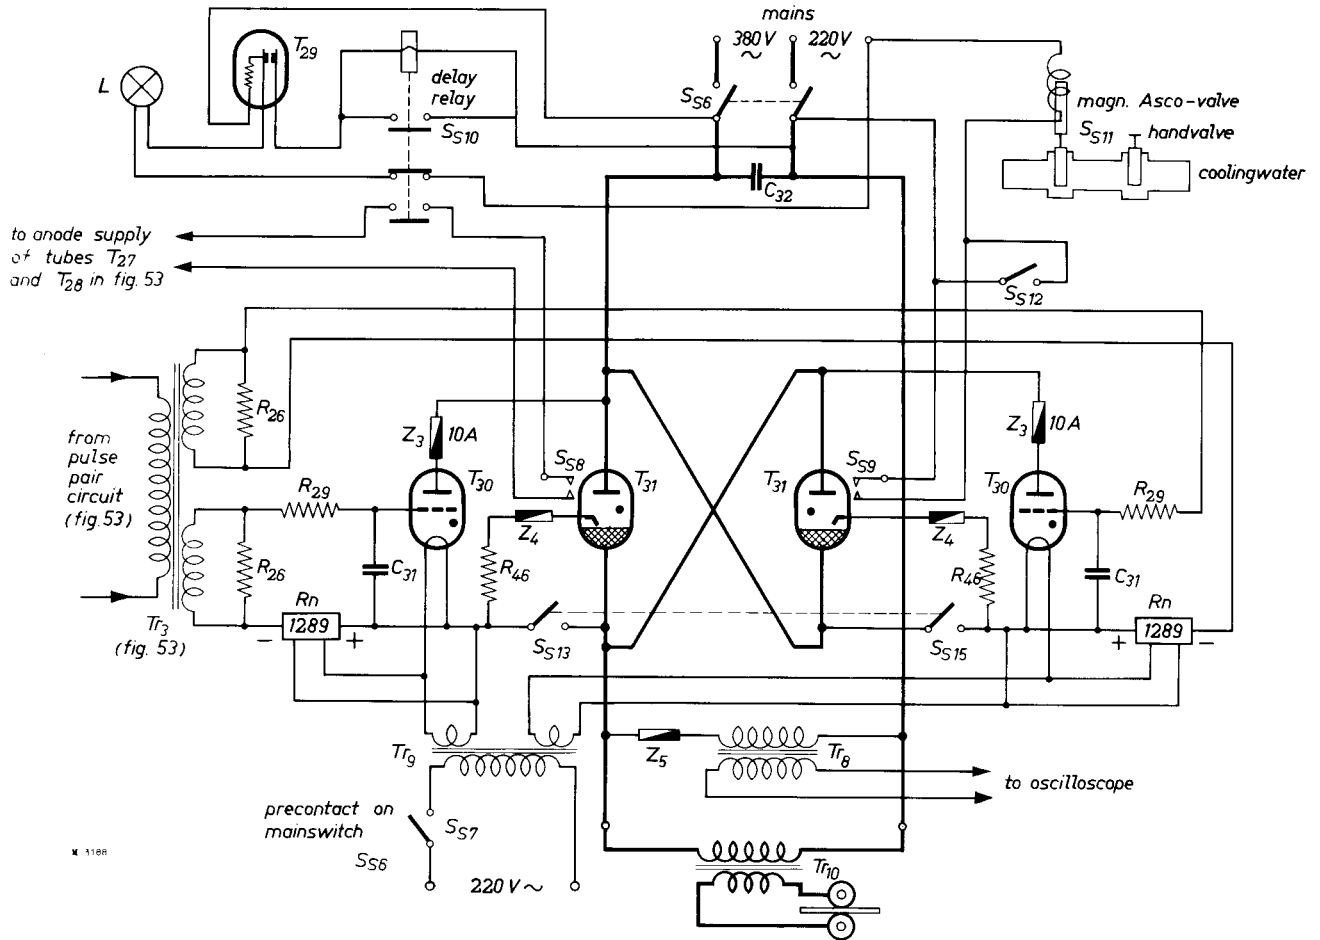 mains
380V 220V
~ ~
T29
L
delay
relay
SS10
SS6
C32
magn. Asco-valve
SS11
handvalve
coolingwater
to anode supply
of tubes T27
and T28 in fig. 53
SS12
from
pulse
pair
circuit
(fig. 53)
R26
Z3 10A
T30
SS8
T31
T31
SS9
Z3 10A
T30
R29
R29
Z4
Z4
R26
C31
R46
R46
C31
Rn
- 1289 +
SS13
SS15
Rn
+ 1289 -
Tr3
(fig. 53)
Tr9
Z5
Tr8
to oscilloscope
precontact on
mainswitch
SS6
SS7
220V~
Tr10
3188